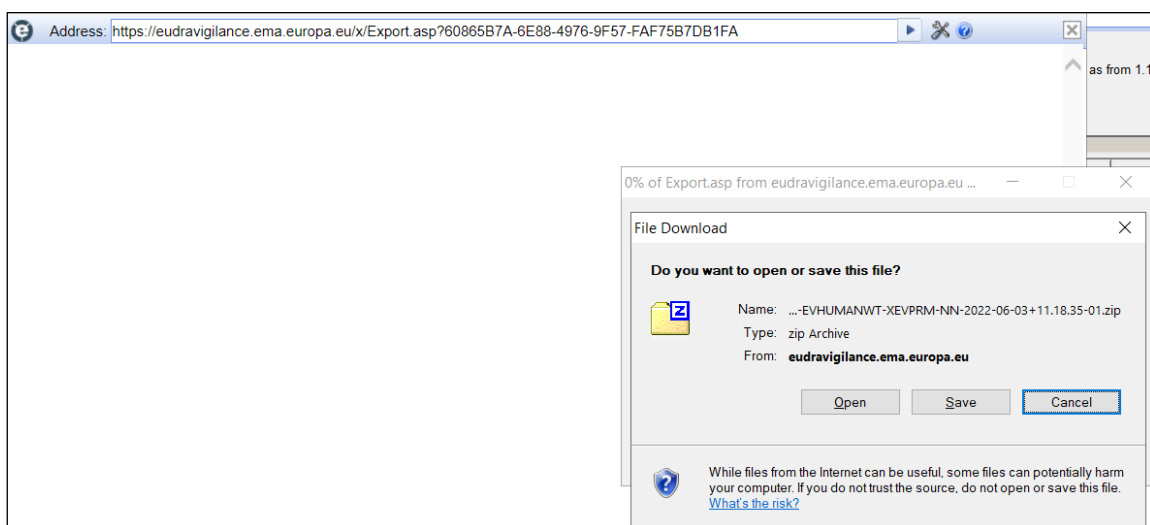 Address: https://eudravigilance.ema.europa.eu/x/Export.asp?60865B7A-6E88-4976-9F57-FAF75B7DB1FA
as from 1.1
0% of Export.asp from eudravigilance.ema.europa.eu ...
File Download
Do you want to open or save this file?
Name: ...-EVHUMANWT-XEVPRM-NN-2022-06-03+11.18.35-01.zip
Type: zip Archive
From: eudravigilance.ema.europa.eu
Open Save Cancel
While files from the Internet can be useful, some files can potentially harm
your computer. If you do not trust the source, do not open or save this file.
What's the risk?